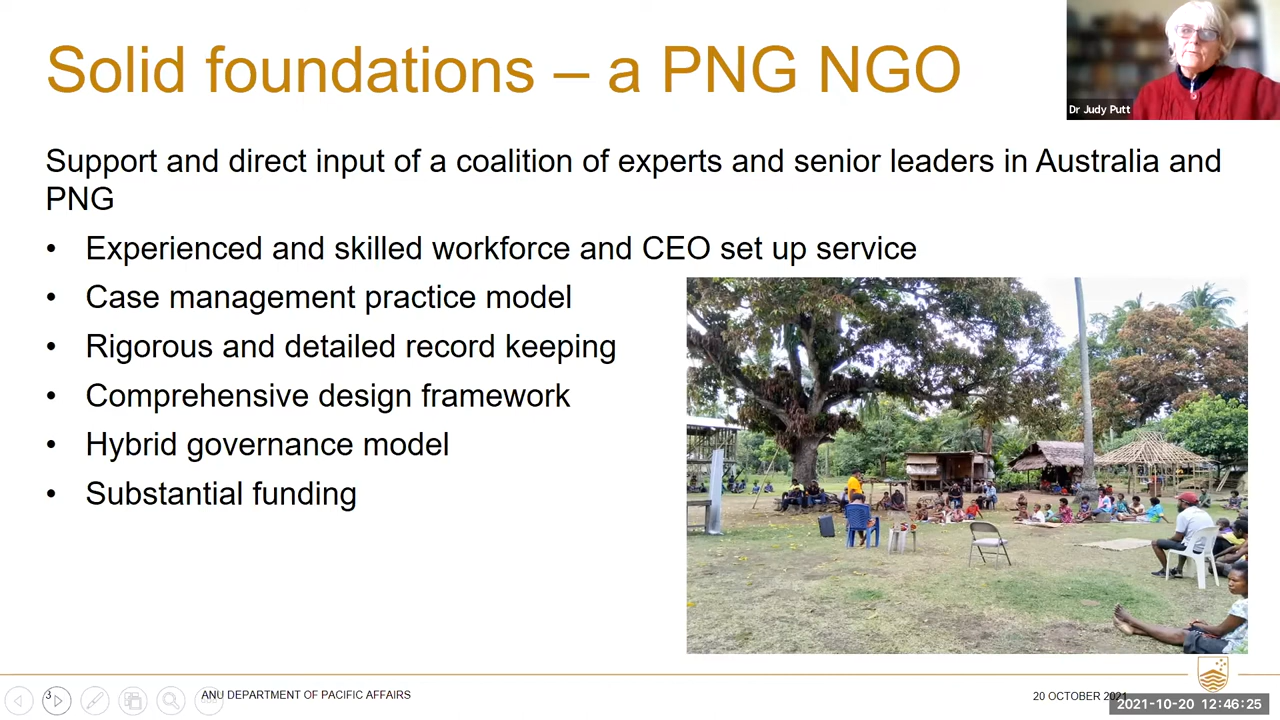 Solid foundations – a PNG NGO
Dr Judy Putt
Support and direct input of a coalition of experts and senior leaders in Australia and
PNG
• Experienced and skilled workforce and CEO set up service
• Case management practice model
• Rigorous and detailed record keeping
• Comprehensive design framework
• Hybrid governance model
• Substantial funding
3
ANU DEPARTMENT OF PACIFIC AFFAIRS
20 OCTOBER 2021
2021-10-20 12:46:25